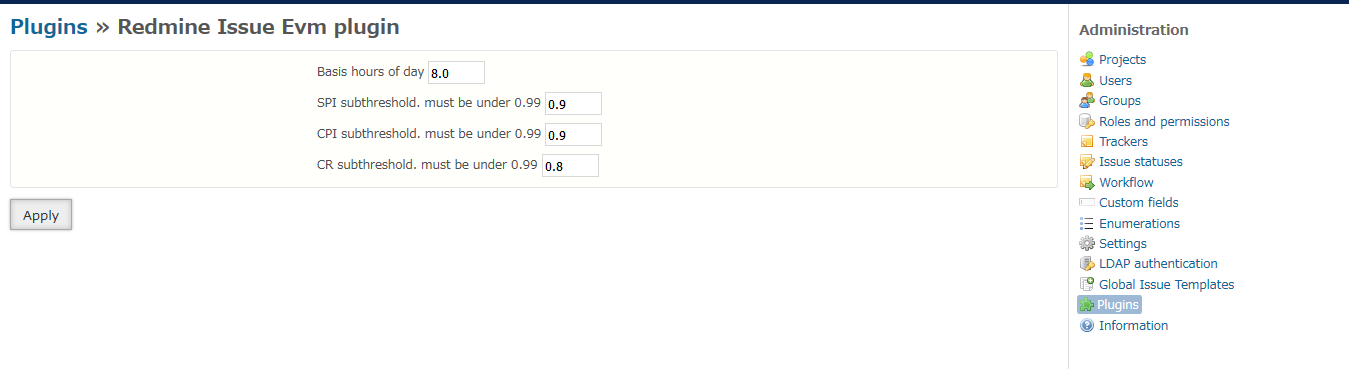 Plugins » Redmine Issue Evm plugin
Basis hours of day 8.0
SPI subthreshold. must be under 0.99 0.9
CPI subthreshold. must be under 0.99 0.9
CR subthreshold. must be under 0.99 0.8
Apply
Administration
Projects
Users
Groups
Roles and permissions
Trackers
Issue statuses
Workflow
Custom fields
Enumerations
Settings
LDAP authentication
Global Issue Templates
Plugins
Information